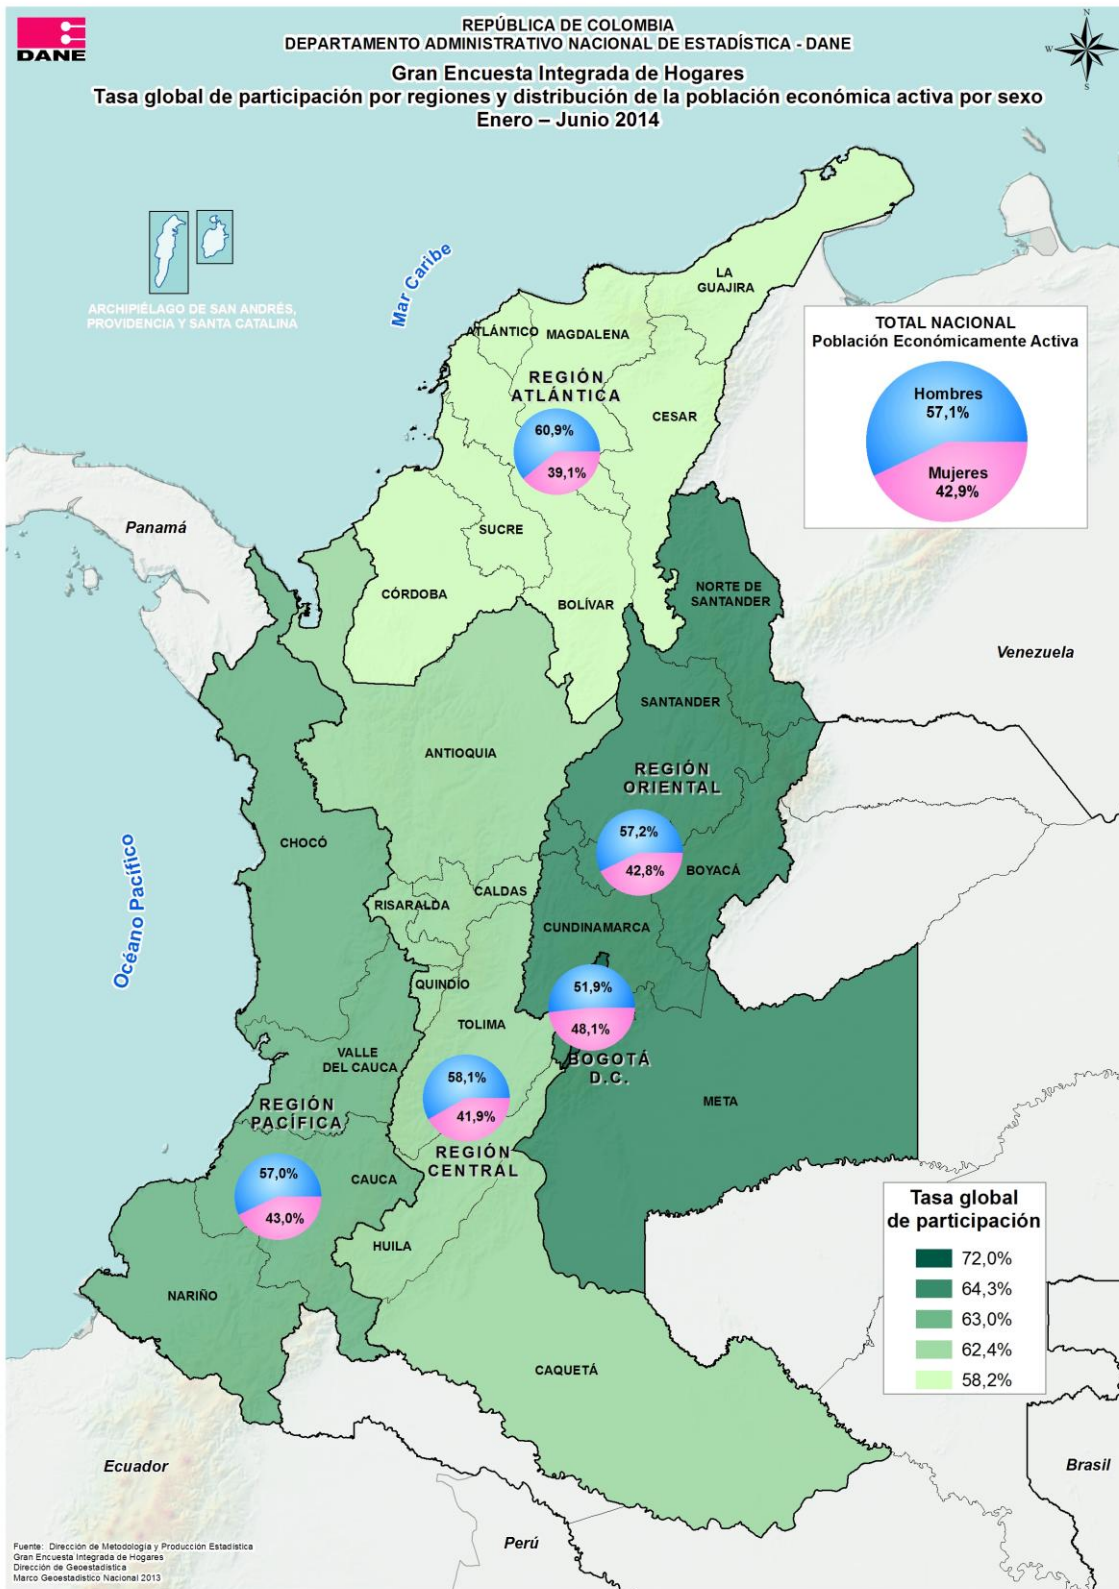 DANE
REPÚBLICA DE COLOMBIA
DEPARTAMENTO ADMINISTRATIVO NACIONAL DE ESTADÍSTICA - DANE
Gran Encuesta Integrada de Hogares
Tasa global de participación por regiones y distribución de la población económica activa por sexo
Enero – Junio 2014
N
W
E
S
ARCHIPIÉLAGO DE SAN ANDRÉS,
PROVIDENCIA Y SANTA CATALINA
Mar Caribe
LA
GUAJIRA
ATLÁNTICO
MAGDALENA
REGIÓN
ATLÁNTICA
CESAR
60,9%
39,1%
TOTAL NACIONAL
Población Económicamente Activa
Hombres
57,1%
Mujeres
42,9%
Panamá
SUCRE
CÓRDOBA
BOLÍVAR
NORTE DE
SANTANDER
Venezuela
SANTANDER
ANTIOQUIA
REGIÓN
ORIENTAL
57,2%
42,8%
BOYACÁ
CHOCÓ
CALDAS
RISARALDA
CUNDINAMARCA
Océano Pacífico
QUINDÍO
51,9%
48,1%
BOGOTÁ
D.C.
TOLIMA
VALLE
DEL CAUCA
58,1%
41,9%
REGIÓN
CENTRAL
META
REGIÓN
PACÍFICA
57,0%
43,0%
CAUCA
HUILA
NARIÑO
CAQUETÁ
Tasa global
de participación
72,0%
64,3%
63,0%
62,4%
58,2%
Ecuador
Perú
Brasil
Fuente: Dirección de Metodología y Producción Estadística
Gran Encuesta Integrada de Hogares
Dirección de Geoestadística
Marco Geoestadístico Nacional 2013